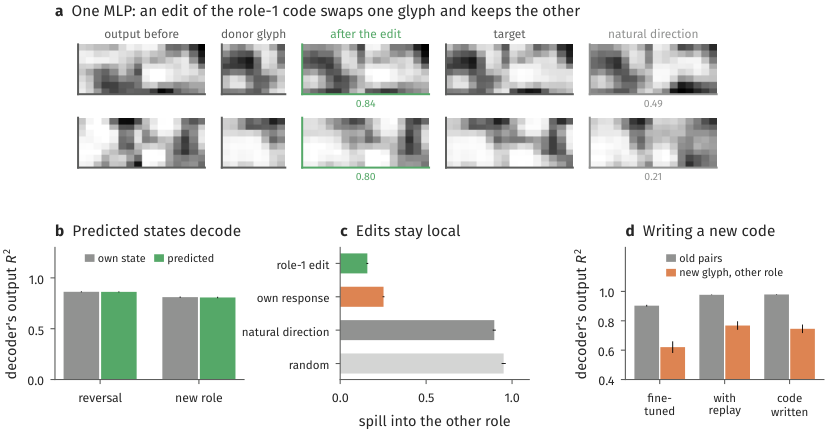 a One MLP: an edit of the role-1 code swaps one glyph and keeps the other
output before donor glyph after the edit target natural direction
0.84 0.49
0.80 0.21
b Predicted states decode
decoder's output R²
own state predicted
1.0
0.5
0.0
reversal new role
c Edits stay local
role-1 edit
own response
natural direction
random
0.0 0.5 1.0
spill into the other role
d Writing a new code
decoder's output R²
old pairs
new glyph, other role
1.0
0.8
0.6
0.4
fine-
tuned
with
replay
code
written